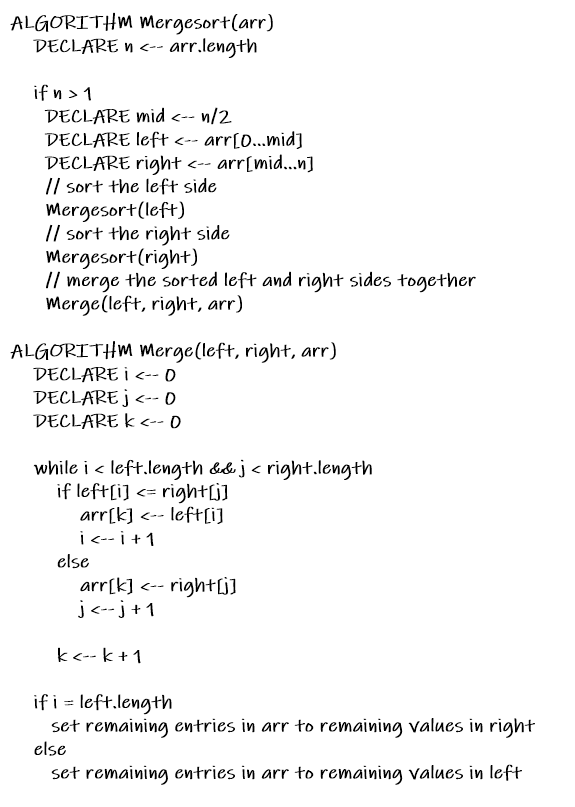 ALGORITHM Mergesort(arr)
DECLARE n <-- arr.length
if n > 1
DECLARE mid <-- n/2
DECLARE left <-- arr[0...mid]
DECLARE right <-- arr[mid...n]
// sort the left side
Mergesort(left)
// sort the right side
Mergesort(right)
// merge the sorted left and right sides together
Merge(left, right, arr)
ALGORITHM Merge(left, right, arr)
DECLARE i <-- 0
DECLARE j <-- 0
DECLARE k <-- 0
while i < left.length && j < right.length
if left[i] <= right[j]
arr[k] <-- left[i]
i <-- i + 1
else
arr[k] <-- right[j]
j <-- j + 1
k <-- k + 1
if i = left.length
set remaining entries in arr to remaining values in right
else
set remaining entries in arr to remaining values in left